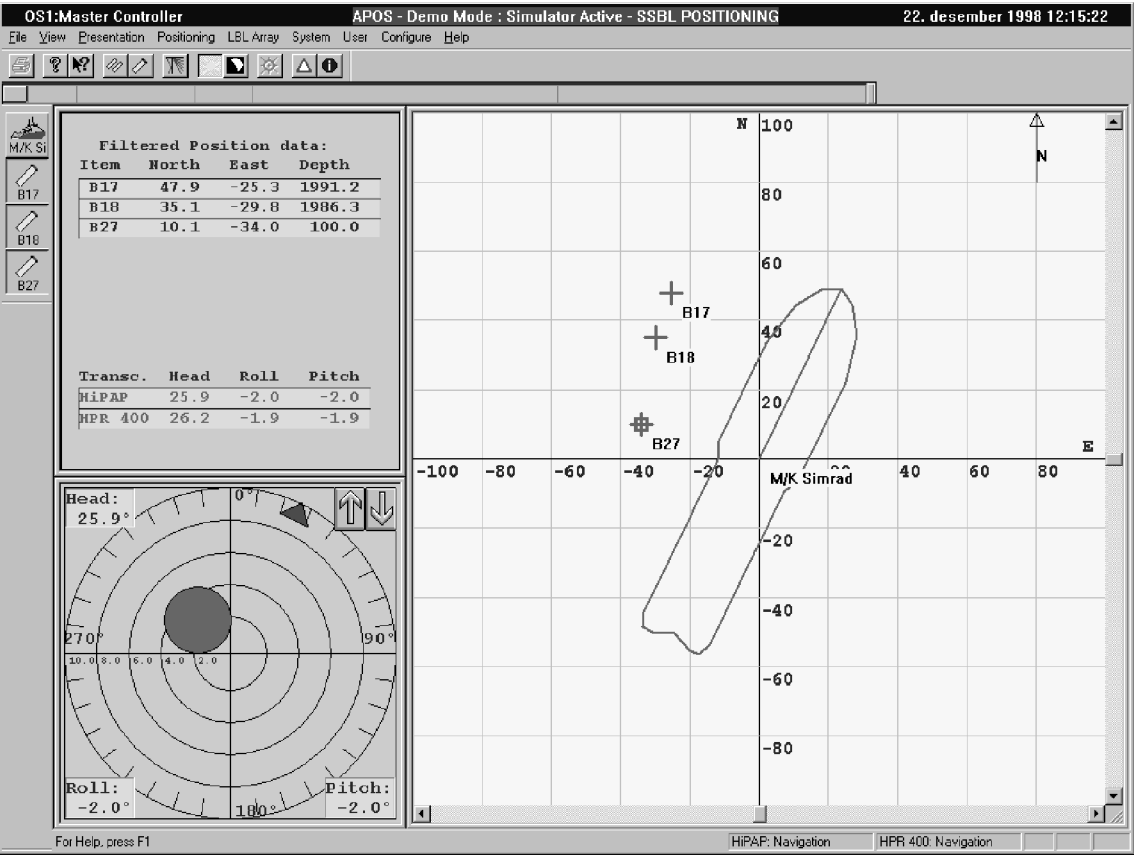 OS1:Master Controller APOS - Demo Mode : Simulator Active - SSBL POSITIONING 22. desember 1998 12:15:22
File View Presentation Positioning LBL Array System User Configure Help
M/K Si
B17
B18
B27
Filtered Position data:
Item North East Depth
B17 47.9 -25.3 1991.2
B18 35.1 -29.8 1986.3
B27 10.1 -34.0 100.0
Transc. Head Roll Pitch
HiPAP 25.9 -2.0 -2.0
HPR 400 26.2 -1.9 -1.9
Head:
25.9°
0°
270°
90°
10.0 8.0 6.0 4.0 2.0
Roll:
-2.0°
180°
Pitch:
-2.0°
N 100
N
80
60
B17
40
B18
20
B27
E
-100 -80 -60 -40 -20 20 40 60 80
M/K Simrad
-20
-40
-60
-80
For Help, press F1 HiPAP: Navigation HPR 400: Navigation